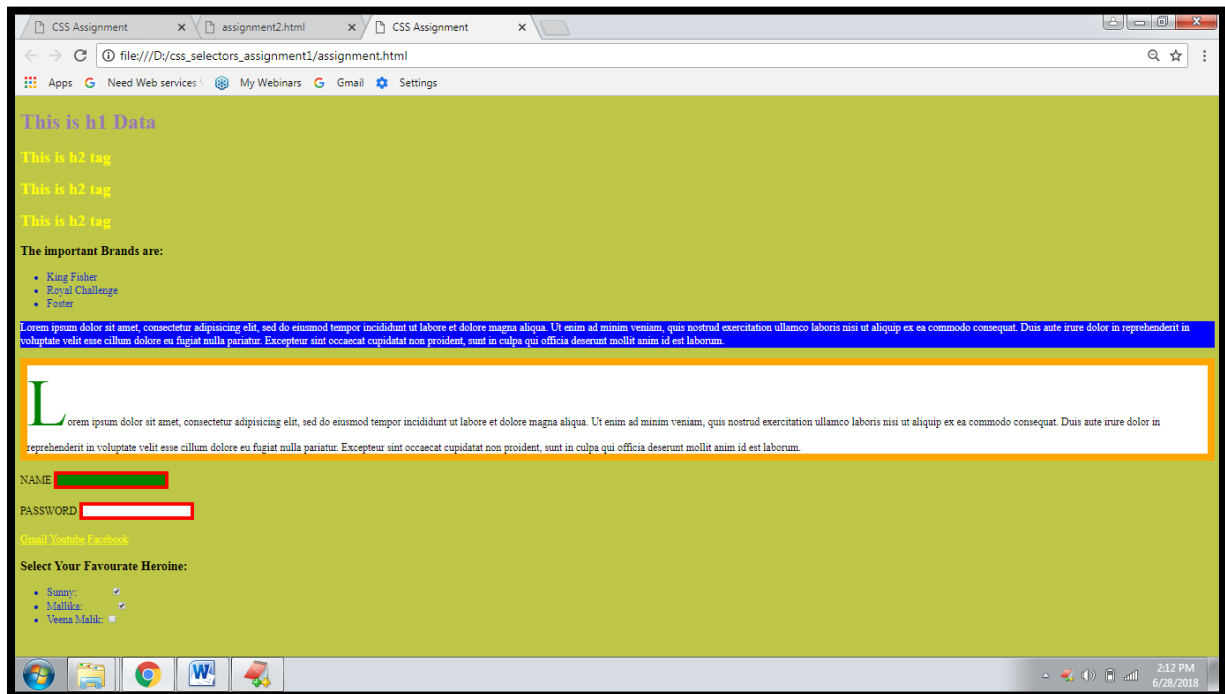 CSS Assignment assignment2.html CSS Assignment
file:///D:/css_selectors_assignment1/assignment.html
Apps G Need Web services \ My Webinars G Gmail Settings
This is h1 Data
This is h2 tag
This is h2 tag
This is h2 tag
The important Brands are:
King Fisher
Royal Challenge
Foster
Lorem ipsum dolor sit amet, consectetur adipisicing elit, sed do eiusmod tempor incididunt ut labore et dolore magna aliqua. Ut enim ad minim veniam, quis nostrud exercitation ullamco laboris nisi ut aliquip ex ea commodo consequat. Duis aute irure dolor in reprehenderit in
voluptate velit esse cillum dolore eu fugiat nulla pariatur. Excepteur sint occaecat cupidatat non proident, sunt in culpa qui officia deserunt mollit anim id est laborum.
Lorem ipsum dolor sit amet, consectetur adipisicing elit, sed do eiusmod tempor incididunt ut labore et dolore magna aliqua. Ut enim ad minim veniam, quis nostrud exercitation ullamco laboris nisi ut aliquip ex ea commodo consequat. Duis aute irure dolor in
reprehenderit in voluptate velit esse cillum dolore eu fugiat nulla pariatur. Excepteur sint occaecat cupidatat non proident, sunt in culpa qui officia deserunt mollit anim id est laborum.
NAME
PASSWORD
Gmail Youtube Facebook
Select Your Favourate Heroine:
Sunny:
Mallika:
Veena Malik:
W
2:12 PM
6/28/2018